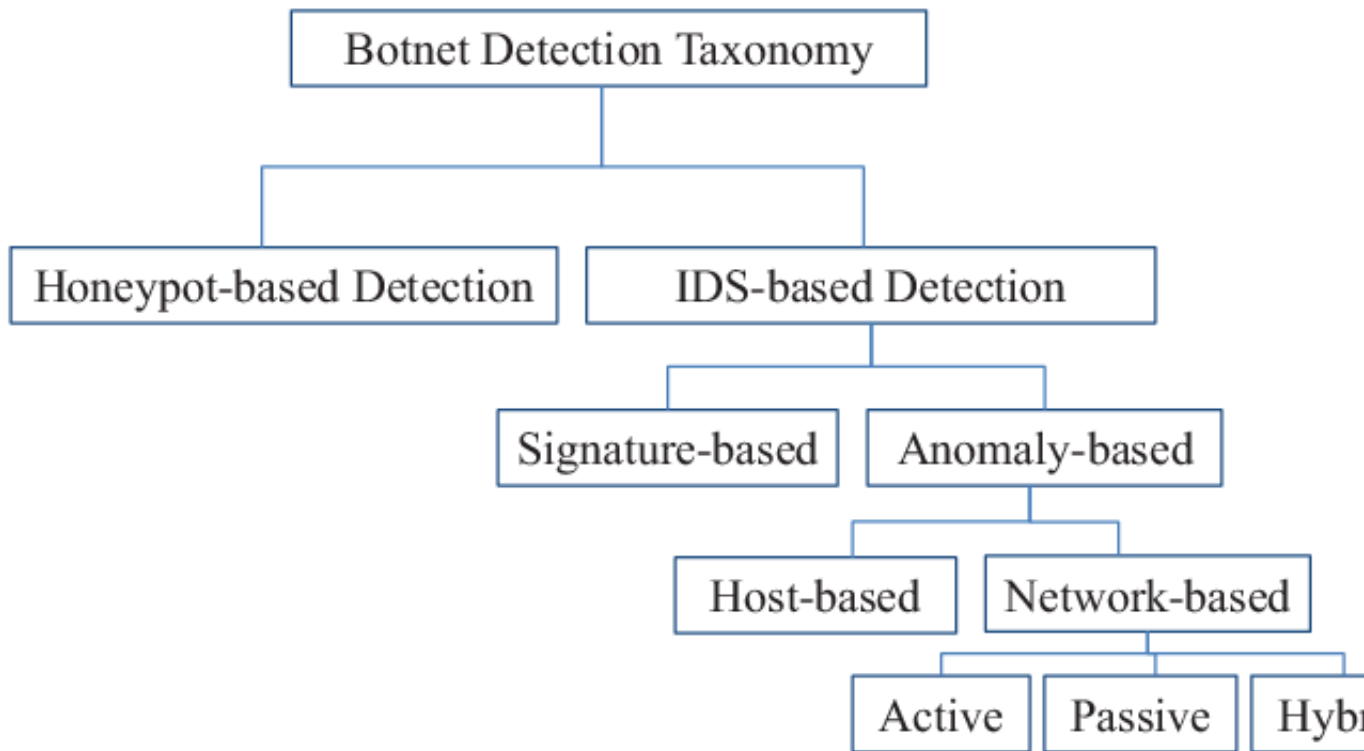 Botnet Detection Taxonomy
Honeypot-based Detection
IDS-based Detection
Signature-based
Anomaly-based
Host-based
Network-based
Active
Passive